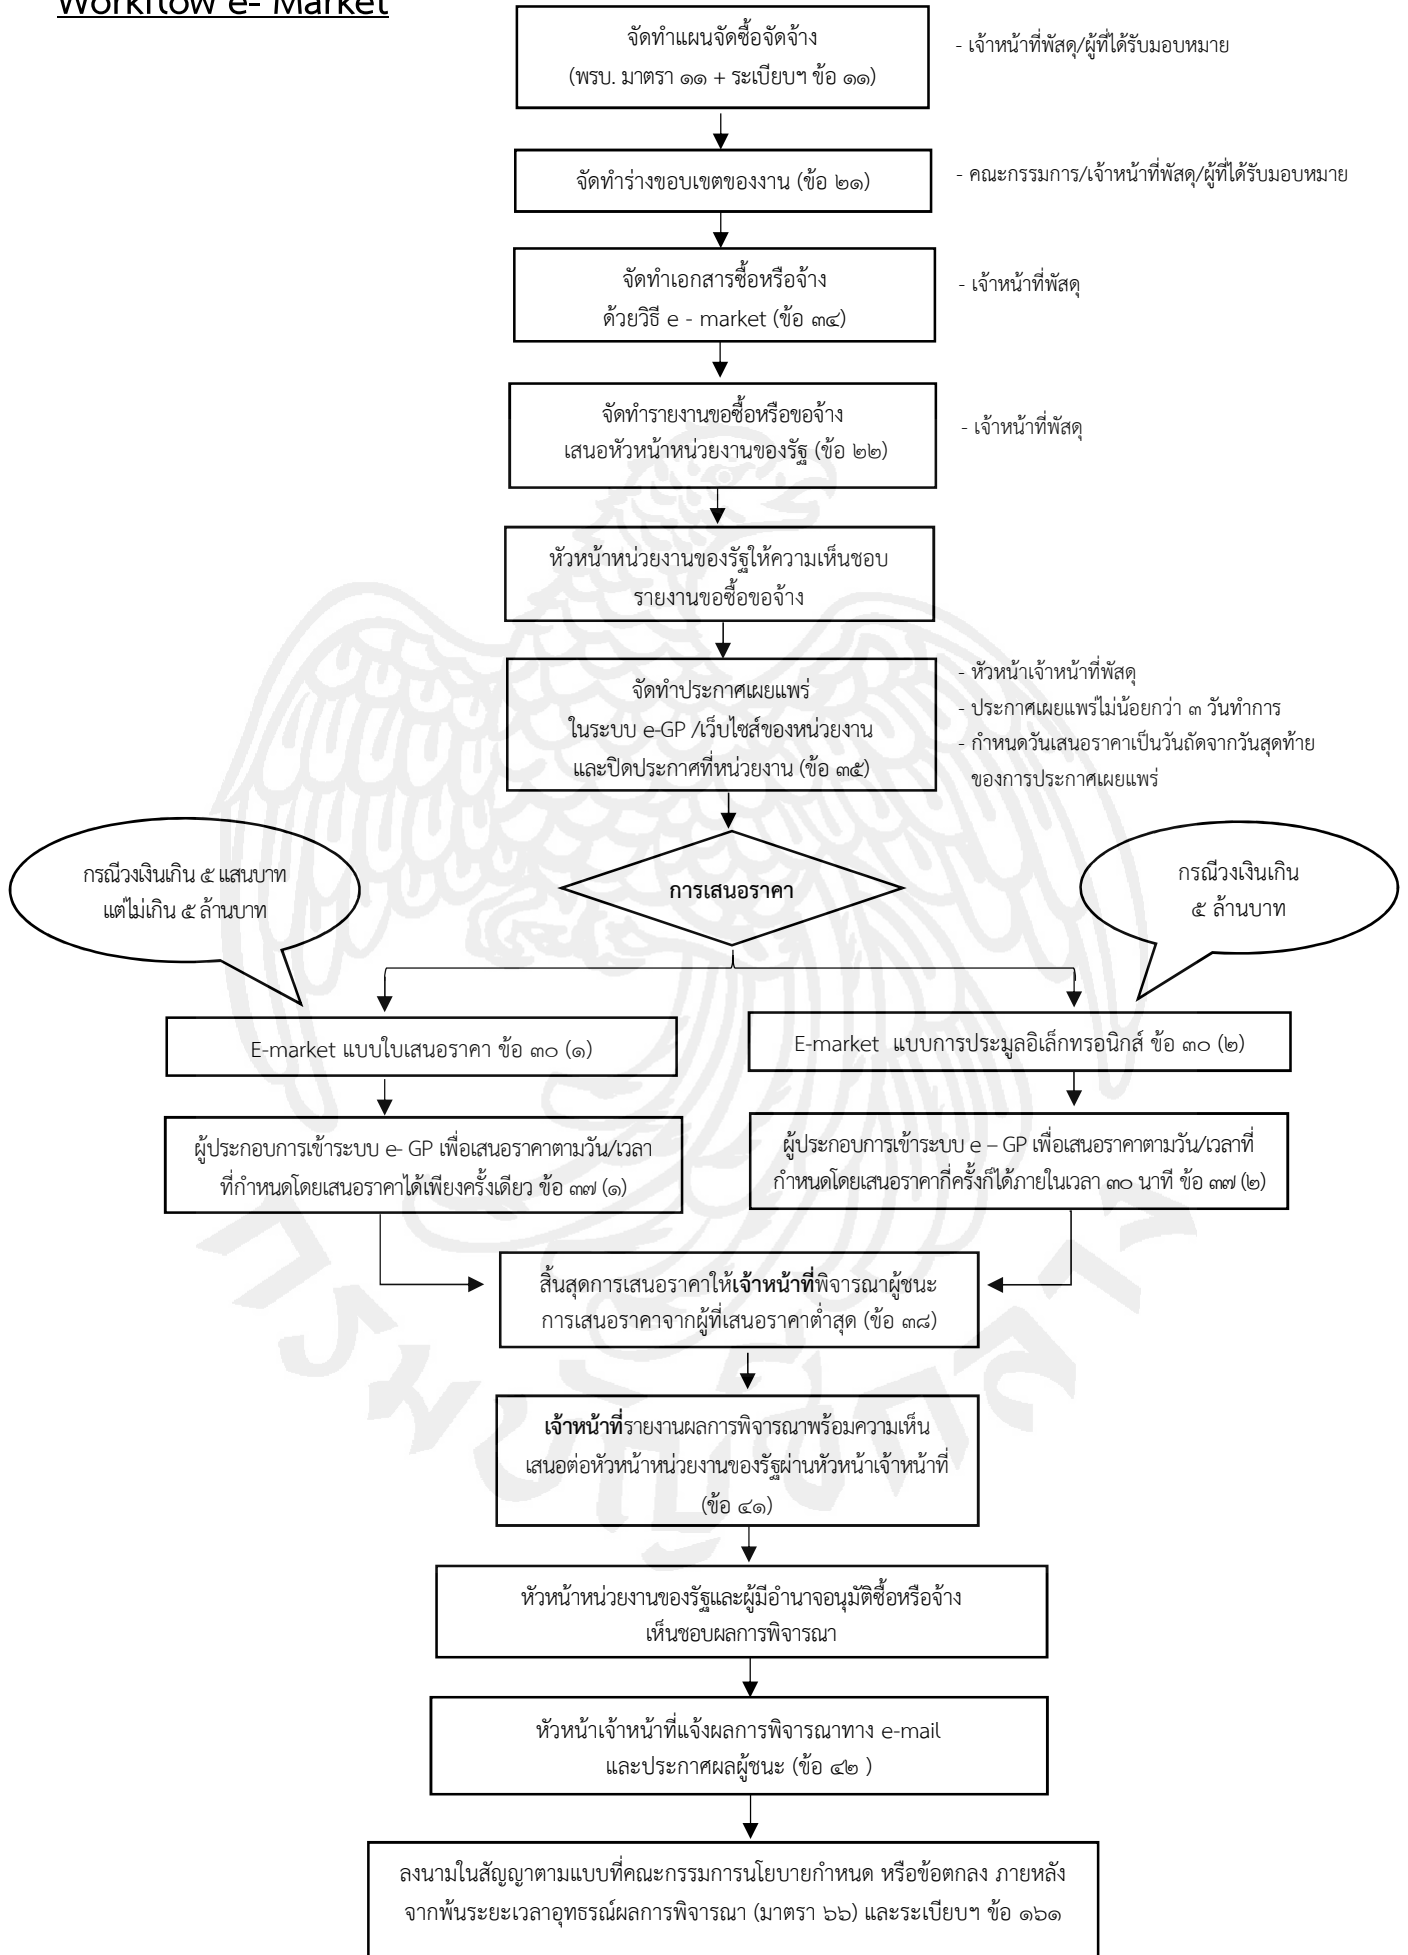 Workflow e- Market
จัดทำแผนจัดซื้อจัดจ้าง
(พรบ. มาตรา ๑๑ + ระเบียบฯ ข้อ ๑๑)
- เจ้าหน้าที่พัสดุ/ผู้ที่ได้รับมอบหมาย
จัดทำร่างขอบเขตของงาน (ข้อ ๒๑)
- คณะกรรมการ/เจ้าหน้าที่พัสดุ/ผู้ที่ได้รับมอบหมาย
จัดทำเอกสารซื้อหรือจ้าง
ด้วยวิธี e - market (ข้อ ๓๔)
- เจ้าหน้าที่พัสดุ
จัดทำรายงานขอซื้อหรือขอจ้าง
เสนอหัวหน้าหน่วยงานของรัฐ (ข้อ ๒๒)
- เจ้าหน้าที่พัสดุ
หัวหน้าหน่วยงานของรัฐให้ความเห็นชอบ
รายงานขอซื้อขอจ้าง
จัดทำประกาศเผยแพร่
ในระบบ e-GP /เว็บไซส์ของหน่วยงาน
และปิดประกาศที่หน่วยงาน (ข้อ ๓๕)
- หัวหน้าเจ้าหน้าที่พัสดุ
- ประกาศเผยแพร่ไม่น้อยกว่า ๓ วันทำการ
- กำหนดวันเสนอราคาเป็นวันถัดจากวันสุดท้าย
ของการประกาศเผยแพร่
กรณีวงเงินเกิน ๕ แสนบาท
แต่ไม่เกิน ๕ ล้านบาท
การเสนอราคา
กรณีวงเงินเกิน
๕ ล้านบาท
E-market แบบใบเสนอราคา ข้อ ๓๐ (๑)
E-market แบบการประมูลอิเล็กทรอนิกส์ ข้อ ๓๐ (๒)
ผู้ประกอบการเข้าระบบ e- GP เพื่อเสนอราคาตามวัน/เวลา
ที่กำหนดโดยเสนอราคาได้เพียงครั้งเดียว ข้อ ๓๗ (๑)
ผู้ประกอบการเข้าระบบ e – GP เพื่อเสนอราคาตามวัน/เวลาที่
กำหนดโดยเสนอราคากี่ครั้งก็ได้ภายในเวลา ๓๐ นาที ข้อ ๓๗ (๒)
สิ้นสุดการเสนอราคาให้เจ้าหน้าที่พิจารณาผู้ชนะ
การเสนอราคาจากผู้ที่เสนอราคาต่ำสุด (ข้อ ๓๘)
เจ้าหน้าที่รายงานผลการพิจารณาพร้อมความเห็น
เสนอต่อหัวหน้าหน่วยงานของรัฐผ่านหัวหน้าเจ้าหน้าที่
(ข้อ ๔๑)
หัวหน้าหน่วยงานของรัฐและผู้มีอำนาจอนุมัติซื้อหรือจ้าง
เห็นชอบผลการพิจารณา
หัวหน้าเจ้าหน้าที่แจ้งผลการพิจารณาทาง e-mail
และประกาศผลผู้ชนะ (ข้อ ๔๒ )
ลงนามในสัญญาตามแบบที่คณะกรรมการนโยบายกำหนด หรือข้อตกลง ภายหลัง
จากพ้นระยะเวลาอุทธรณ์ผลการพิจารณา (มาตรา ๖๖) และระเบียบฯ ข้อ ๑๖๑
กรมบัญชีกลาง